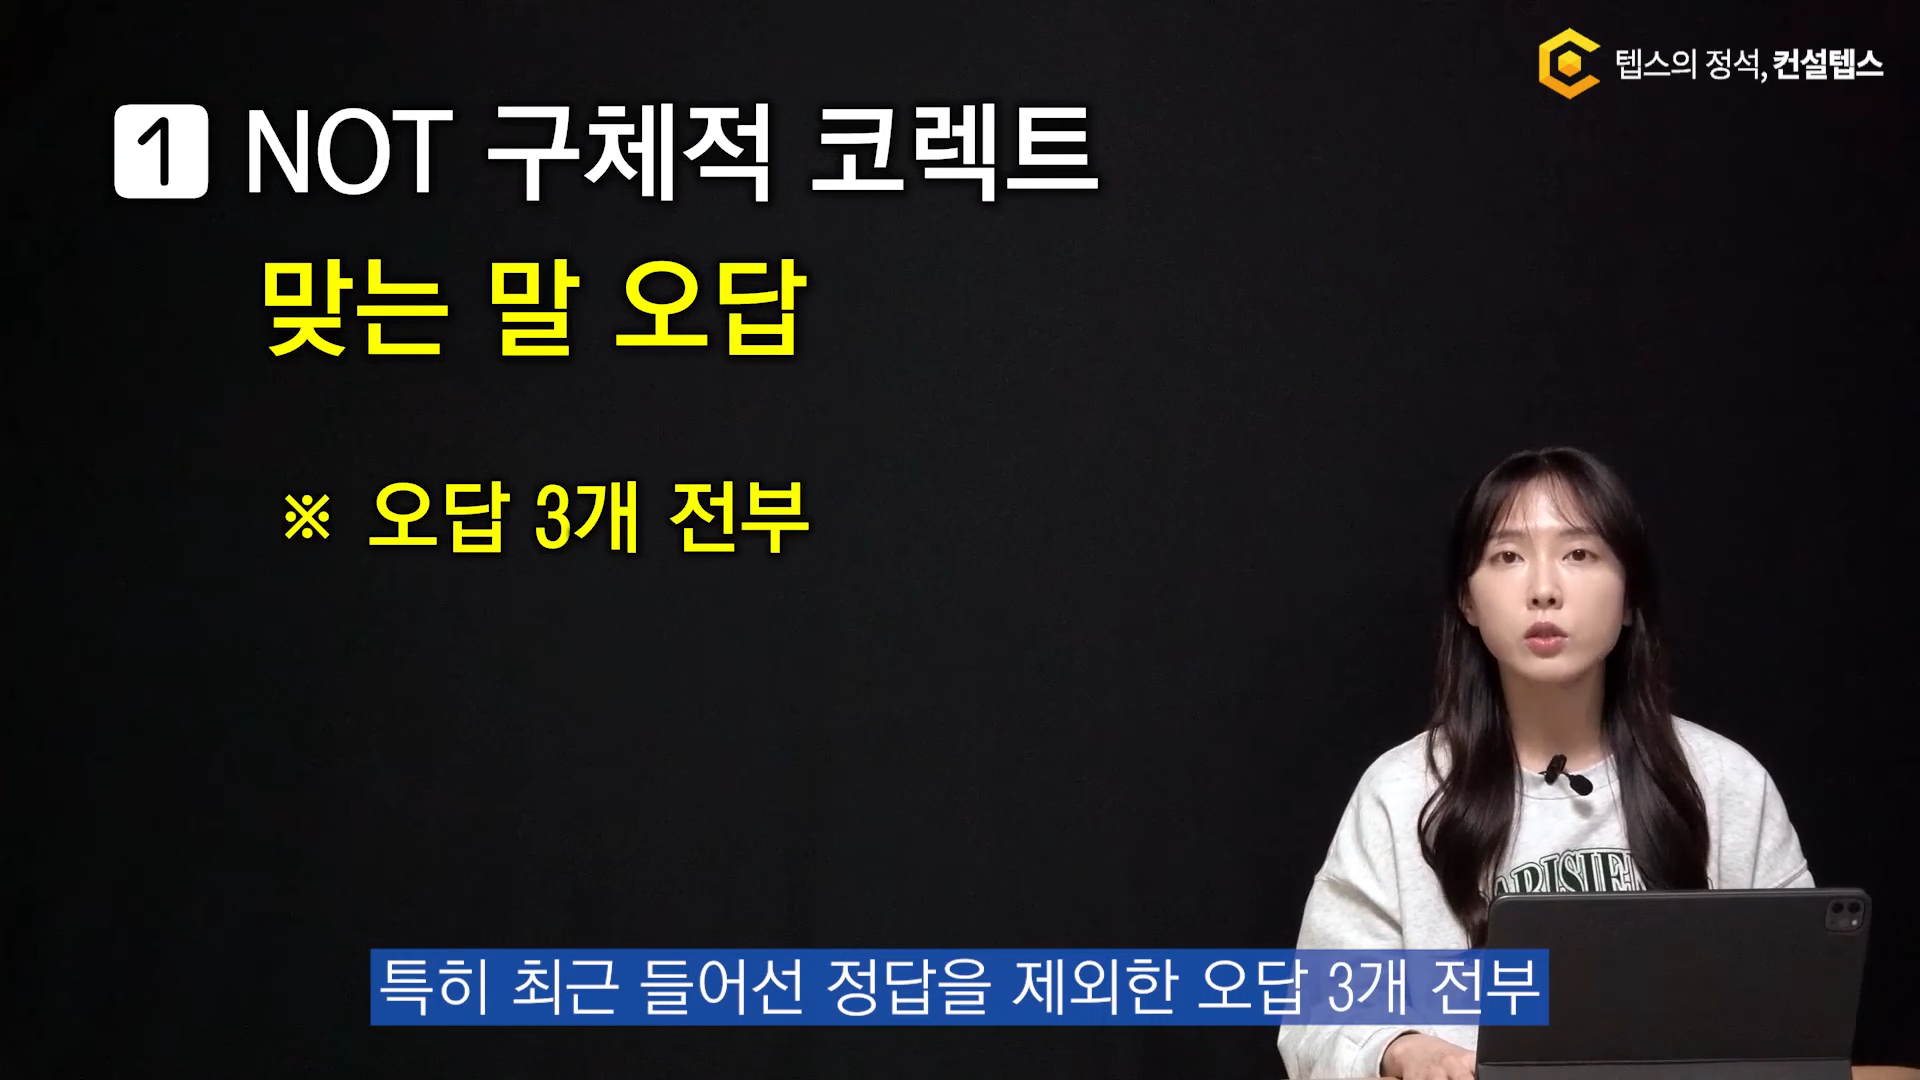 텝스의 정석, 컨설텝스
1 NOT 구체적 코렉트
맞는 말 오답
※ 오답 3개 전부
특히 최근 들어선 정답을 제외한 오답 3개 전부